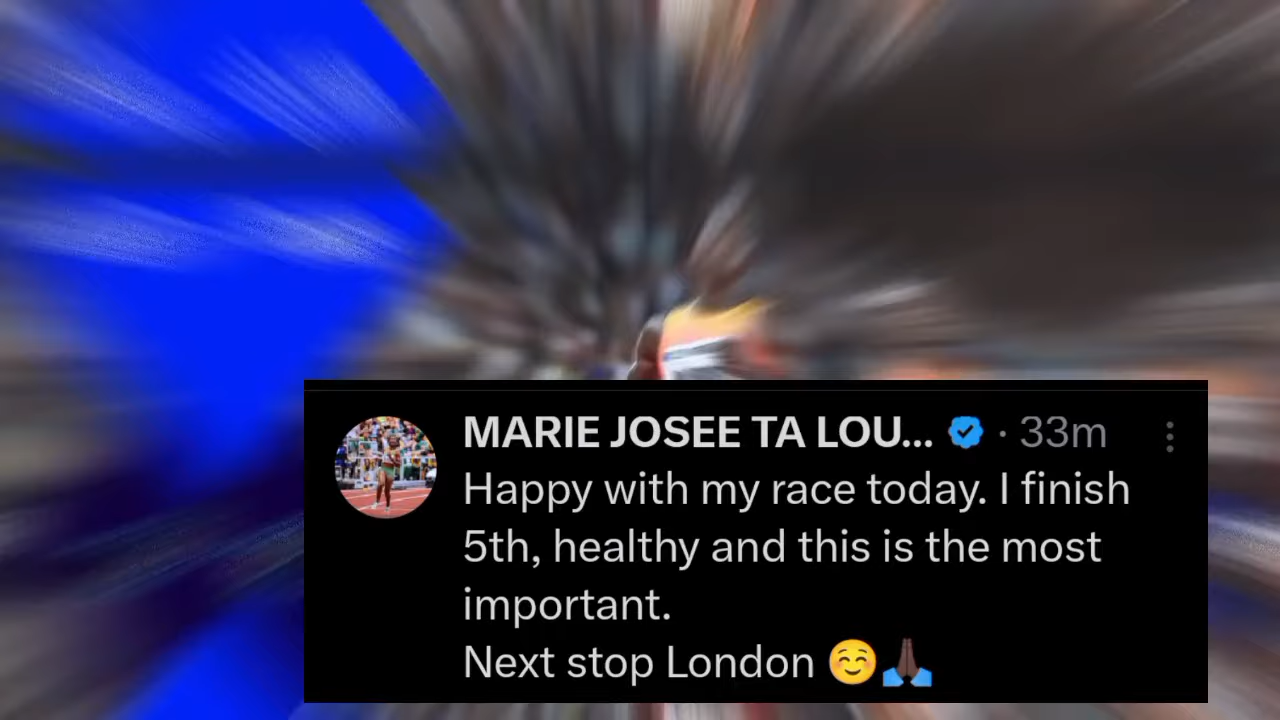 MARIE JOSEE TA LOU... · 33m
Happy with my race today. I finish
5th, healthy and this is the most
important.
Next stop London ☺️🙏🏿